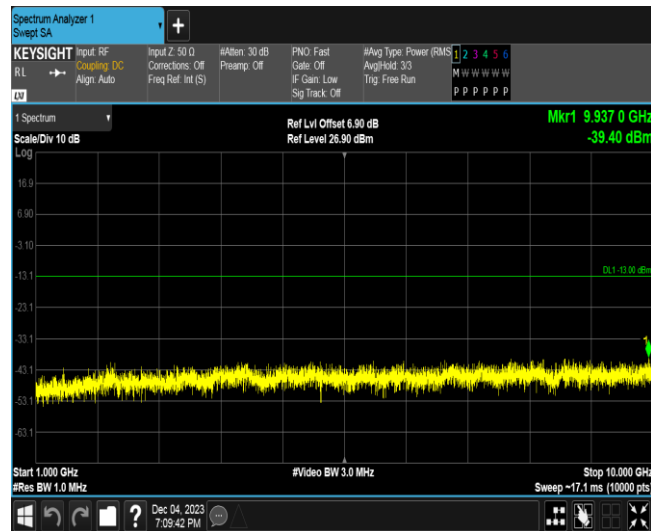 Spectrum Analyzer 1
Swept SA
+
KEYSIGHT
RL
LXI
Input: RF
Coupling: DC
Align: Auto
Input Z: 50 Ω
Corrections: Off
Freq Ref: Int (S)
#Atten: 30 dB
Preamp: Off
PNO: Fast
Gate: Off
IF Gain: Low
Sig Track: Off
#Avg Type: Power (RMS
Avg|Hold: 3/3
Trig: Free Run
1 2 3 4 5 6
M W W W W W
P P P P P P
1 Spectrum
Scale/Div 10 dB
Log
Ref Lvl Offset 6.90 dB
Ref Level 26.90 dBm
Mkr1 9.937 0 GHz
-39.40 dBm
16.9
6.90
-3.10
-13.1
DL1 -13.00 dBm
-23.1
-33.1
1
-43.1
-53.1
-63.1
Start 1.000 GHz
#Video BW 3.0 MHz
Stop 10.000 GHz
#Res BW 1.0 MHz
Sweep ~17.1 ms (10000 pts)
?
Dec 04, 2023
7:09:42 PM